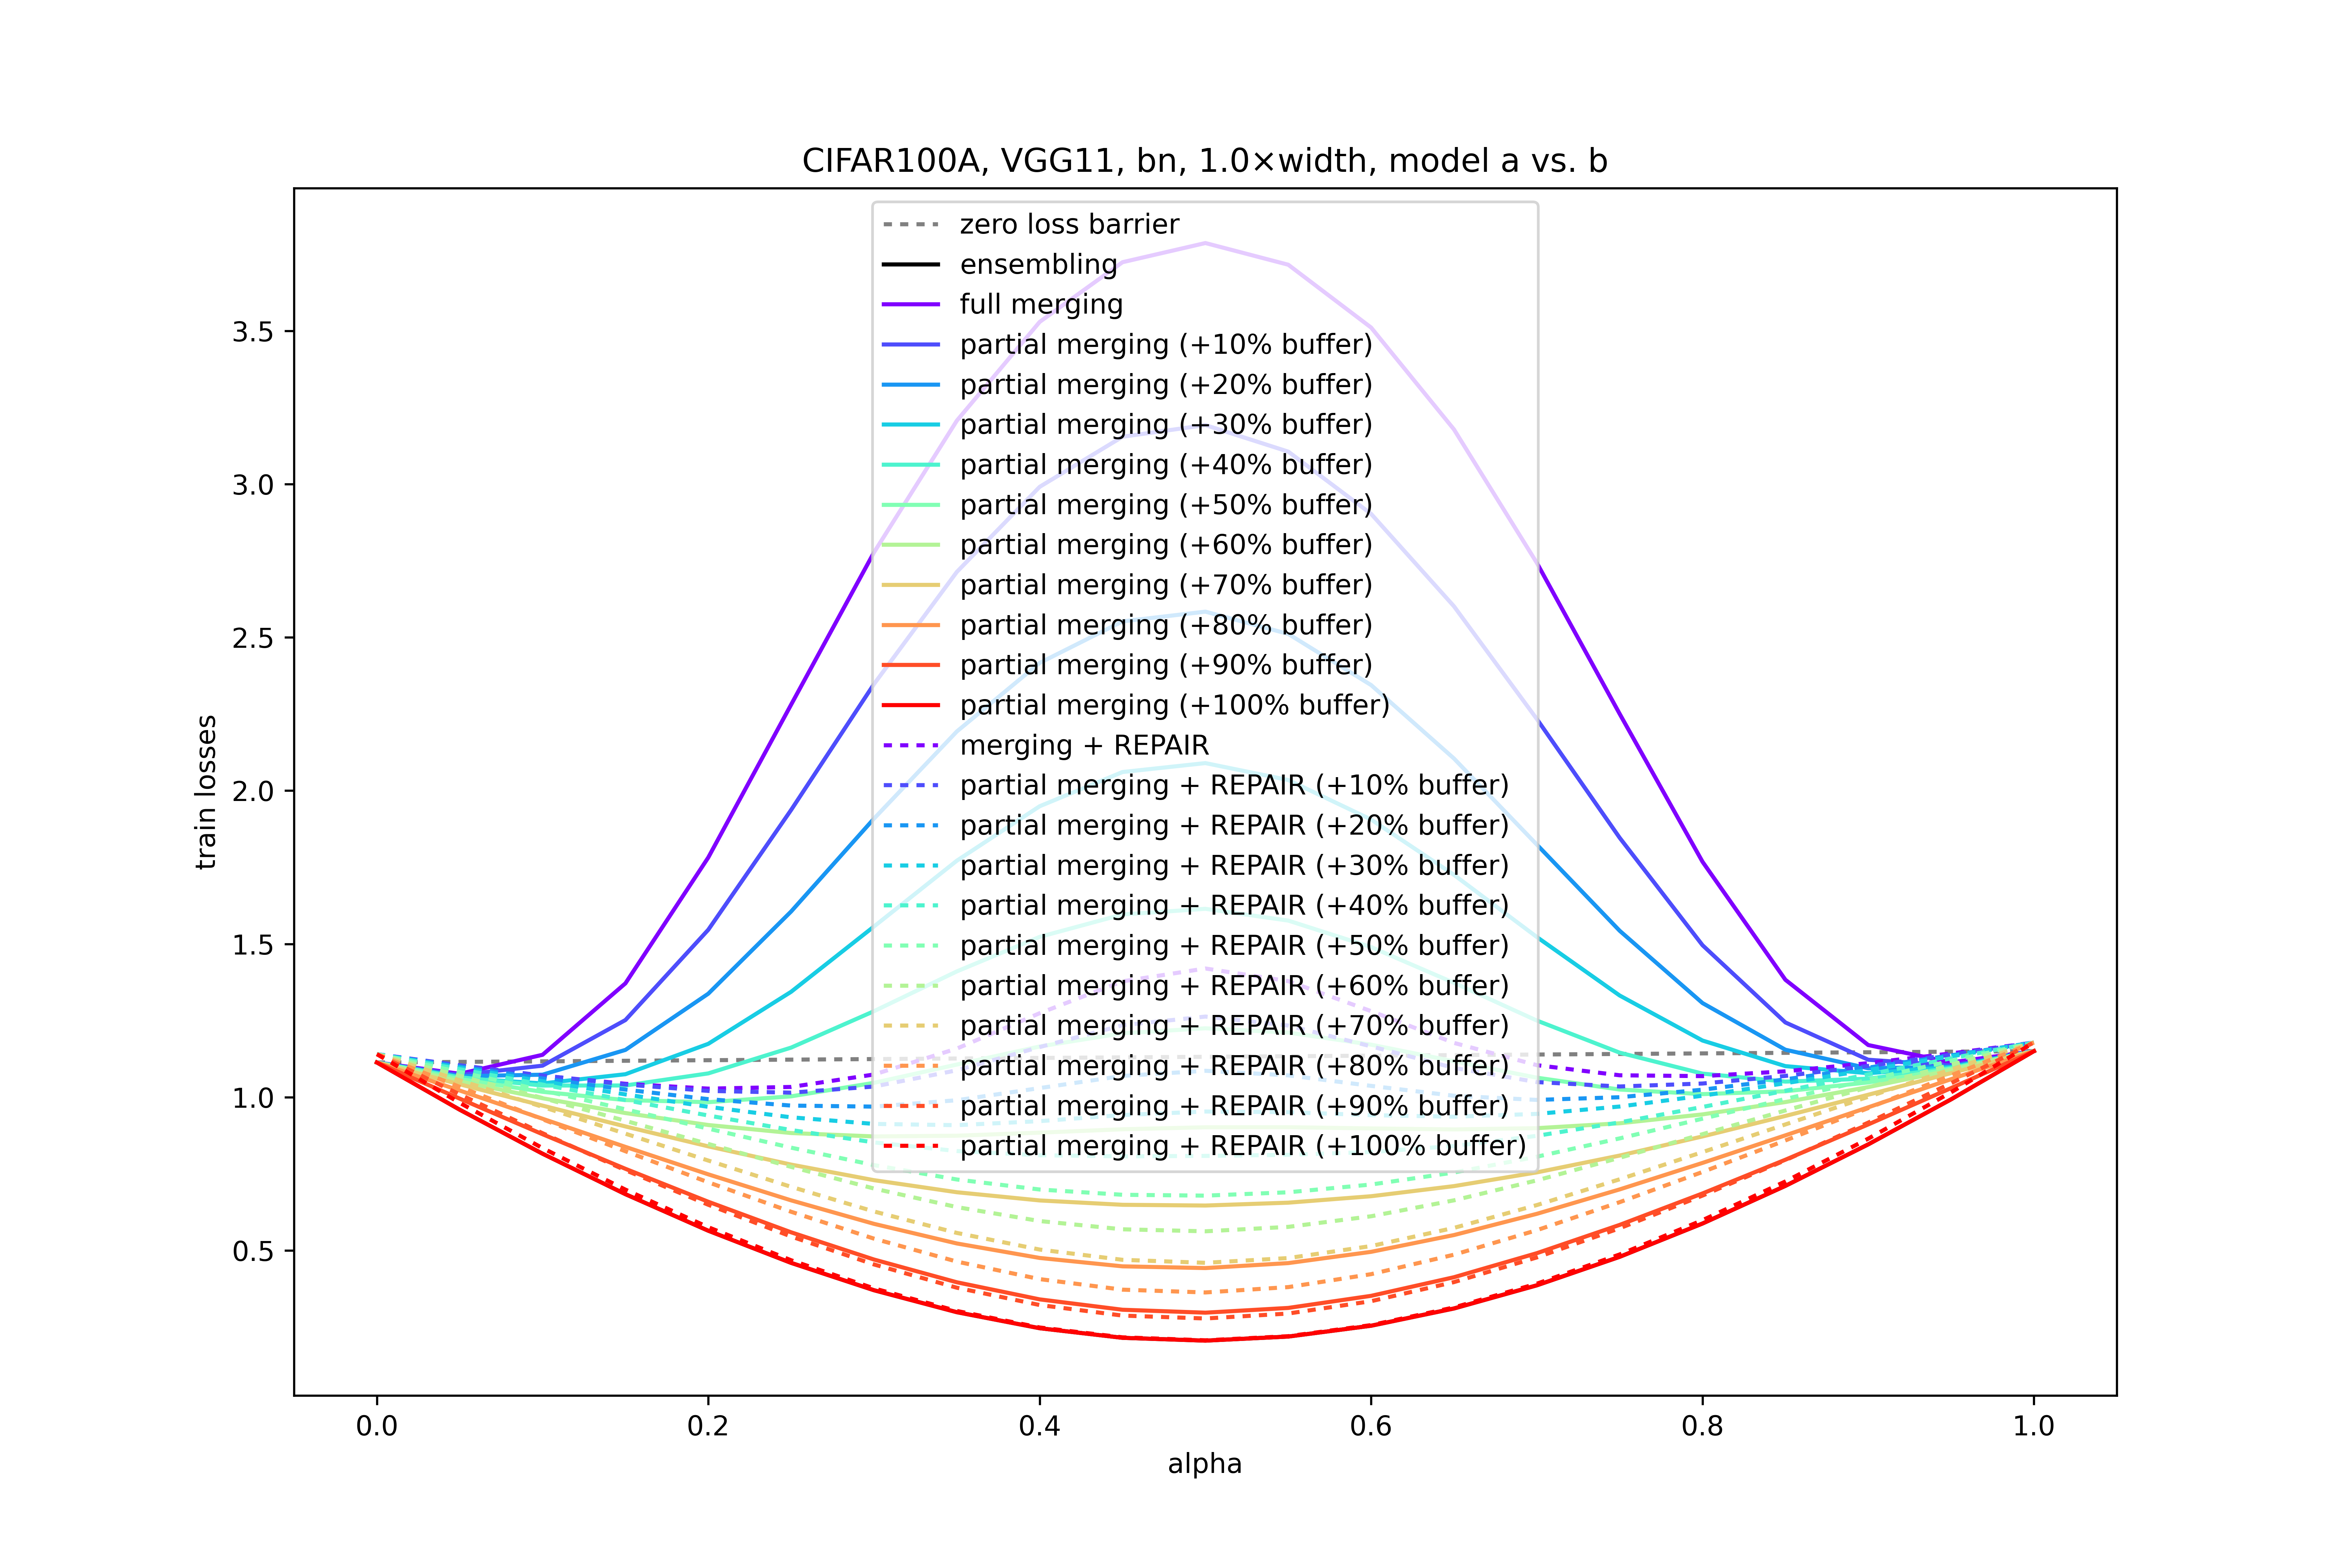 CIFAR100A, VGG11, bn, 1.0×width, model a vs. b
zero loss barrier
ensembling
full merging
partial merging (+10% buffer)
partial merging (+20% buffer)
partial merging (+30% buffer)
partial merging (+40% buffer)
partial merging (+50% buffer)
partial merging (+60% buffer)
partial merging (+70% buffer)
partial merging (+80% buffer)
partial merging (+90% buffer)
partial merging (+100% buffer)
merging + REPAIR
partial merging + REPAIR (+10% buffer)
partial merging + REPAIR (+20% buffer)
partial merging + REPAIR (+30% buffer)
partial merging + REPAIR (+40% buffer)
partial merging + REPAIR (+50% buffer)
partial merging + REPAIR (+60% buffer)
partial merging + REPAIR (+70% buffer)
partial merging + REPAIR (+80% buffer)
partial merging + REPAIR (+90% buffer)
partial merging + REPAIR (+100% buffer)
train losses
3.5
3.0
2.5
2.0
1.5
1.0
0.5
0.0 0.2 0.4 0.6 0.8 1.0
alpha